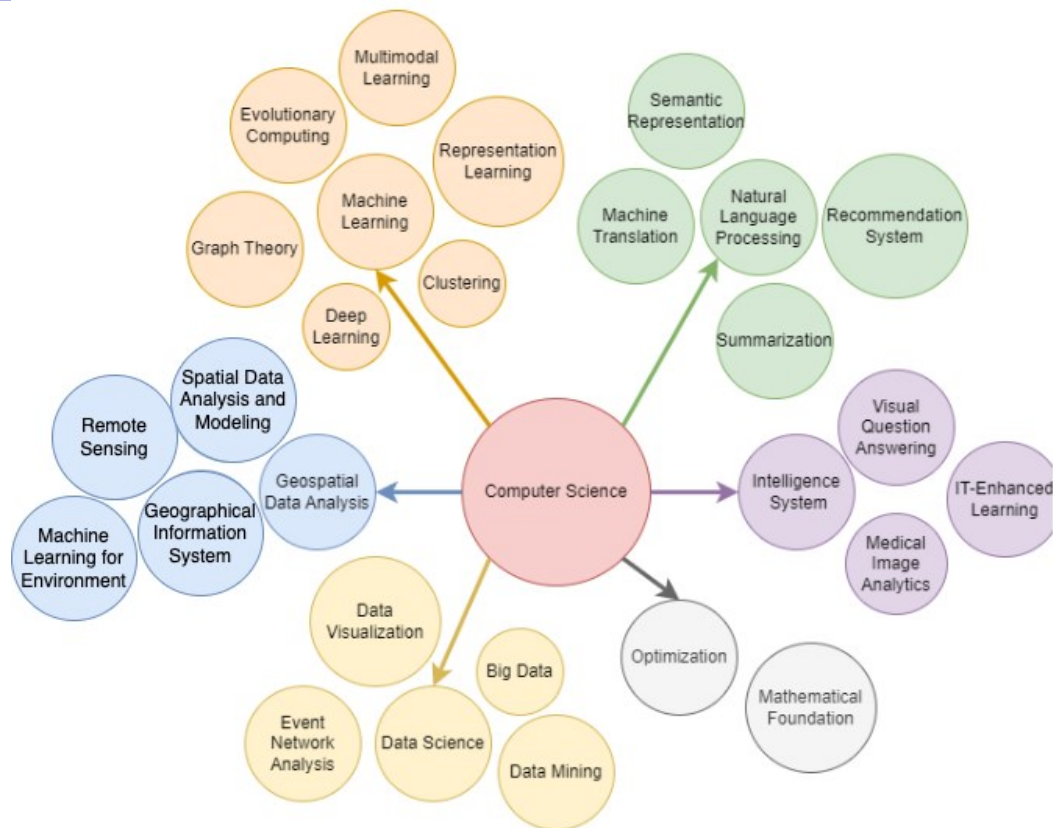 Multimodal
Learning
Evolutionary
Computing
Representation
Learning
Machine
Learning
Graph Theory
Clustering
Deep
Learning
Semantic
Representation
Machine
Translation
Natural
Language
Processing
Recommendation
System
Summarization
Spatial Data
Analysis and
Modeling
Remote
Sensing
Geospatial
Data Analysis
Geographical
Information
System
Machine
Learning for
Environment
Computer Science
Visual
Question
Answering
Intelligence
System
IT-Enhanced
Learning
Medical
Image
Analytics
Data
Visualization
Big Data
Event
Network
Analysis
Data Science
Data Mining
Optimization
Mathematical
Foundation